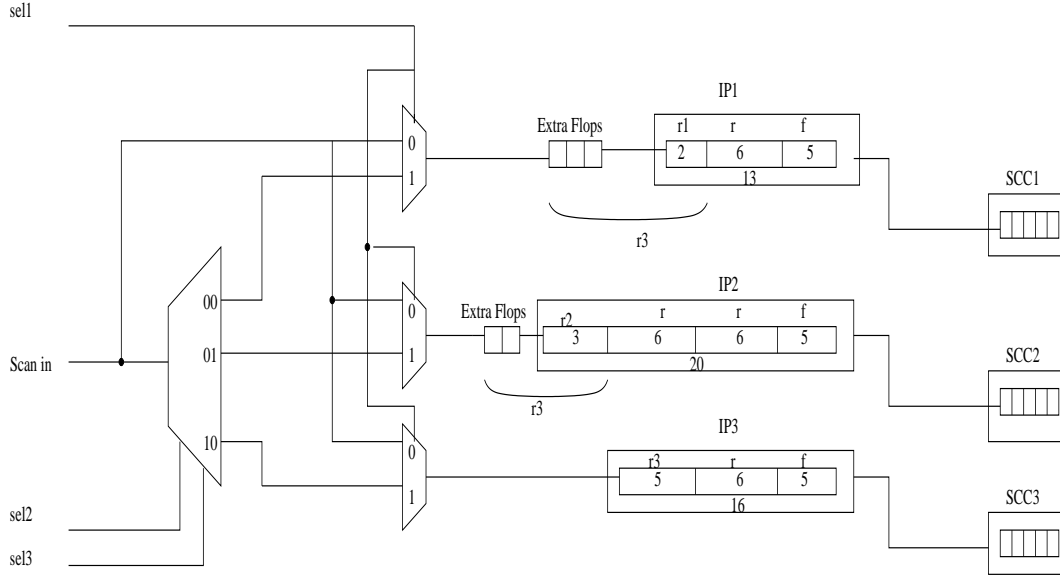 sel1
IP1
Extra Flops
r1 r f
0
2 6 5
1
13
SCC1
r3
IP2
00
0
Extra Flops
r2 r r f
3 6 6 5
Scan in
01
1
20
SCC2
r3
IP3
10
0
r3 r f
5 6 5
1
16
SCC3
sel2
sel3